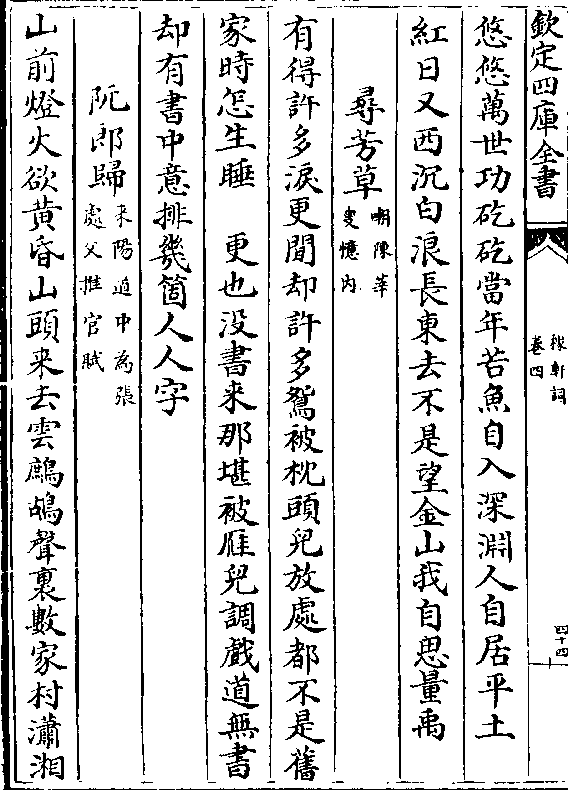 欽定四庫全書
稼軒詞
卷四
四十四
悠悠萬世功矻矻當年苦魚自入深淵人自居平土
紅日又西沉白浪長東去不是望金山我自思量禹
尋芳草
嘲陳莘
叟憶内
有得許多淚更閒却許多鴛被枕頭兒放處都不是舊
家時怎生睡　更也没書来那堪被雁兒調戲道無書
却有書中意排幾箇人人字
阮郎歸
耒陽道中為張
處父推官賦
山前燈火欲黄昏山頭来去雲鷓鴣聲裏數家村瀟湘